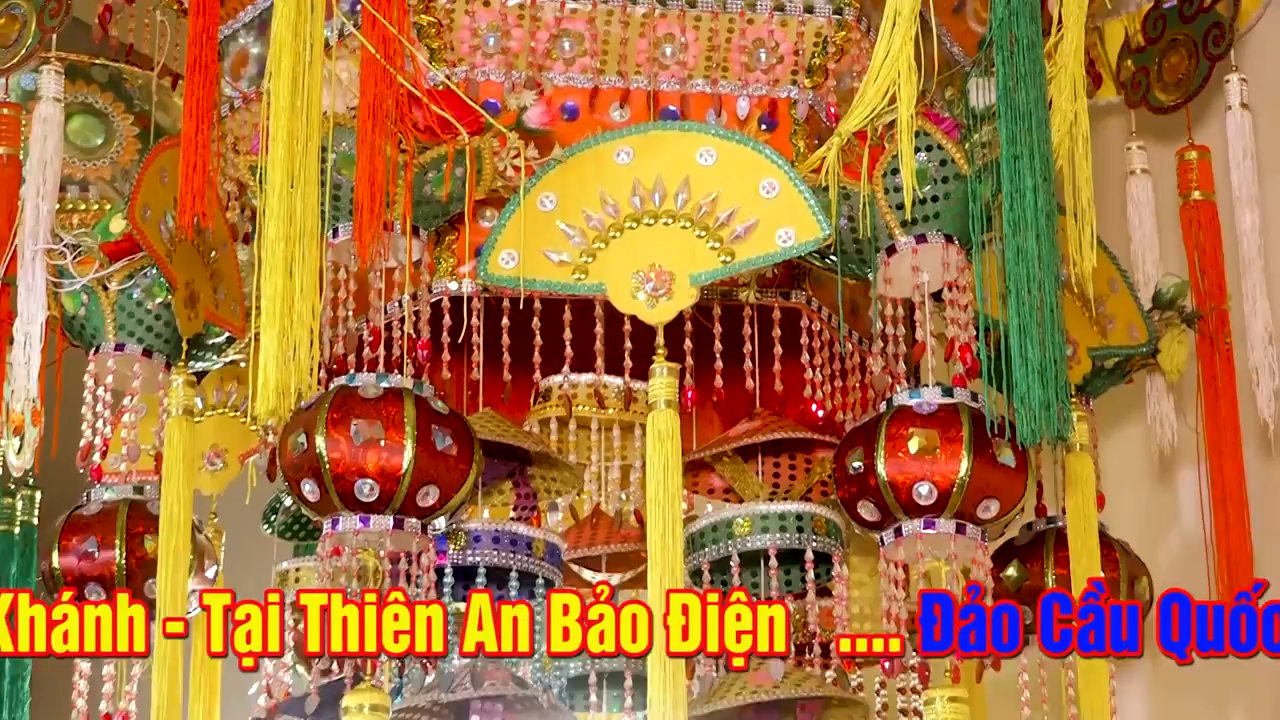 Khánh - Tại Thiên An Bảo Điện .... Đảo Cầu Quốc